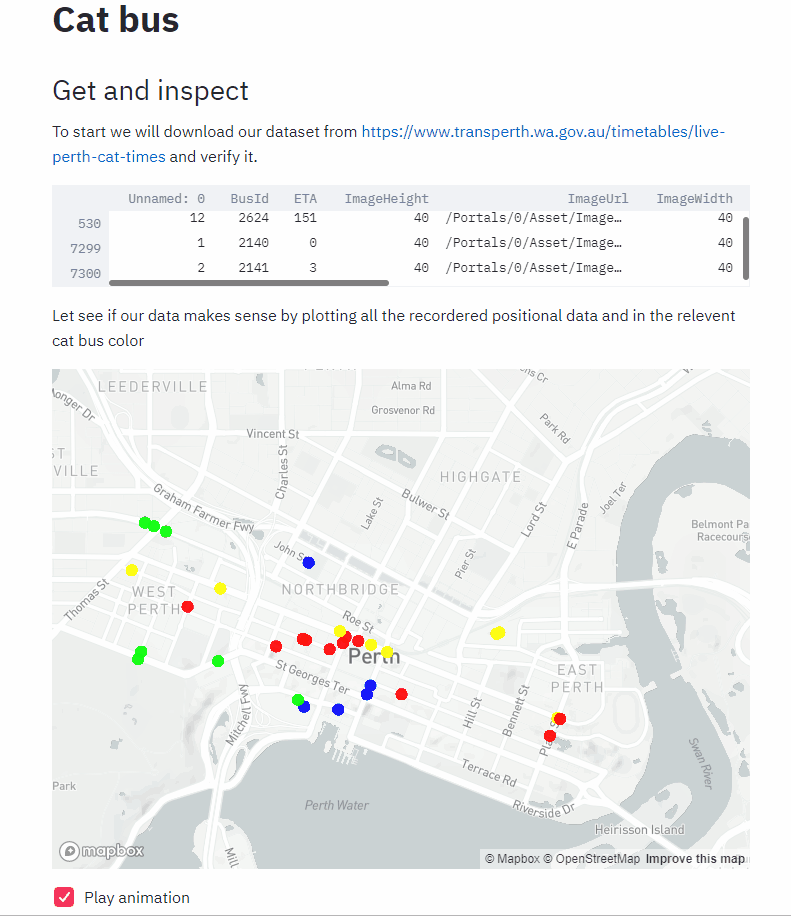 Cat bus
Get and inspect
To start we will download our dataset from https://www.transperth.wa.gov.au/timetables/live-
perth-cat-times and verify it.
Unnamed: 0 BusId ETA ImageHeight ImageUrl ImageWidth
530 12 2624 151 40 /Portals/0/Asset/Image… 40
7299 1 2140 0 40 /Portals/0/Asset/Image… 40
7300 2 2141 3 40 /Portals/0/Asset/Image… 40
Let see if our data makes sense by plotting all the recordered positional data and in the relevent
cat bus color
LEEDERVILLE
Alma Rd
Grosvenor Rd
Vincent St
Charles St
Park Rd
HIGHGATE
Graham Farmer Fwy
Lake St
Bulwer St
Lord St
E Parade
Joel Ter
Belmont Pa
Racecours
John S
Pier St
NORTHBRIDGE
Thomas St
WEST
PERTH
Roe St
Perth
St Georges Ter
EAST
PERTH
Mitchell Fwy
Hill St
Bennett St
Swan River
Terrace Rd
Riverside Dr
Park
Perth Water
Heirisson Island
Mill
mapbox
© Mapbox © OpenStreetMap Improve this map
Play animation